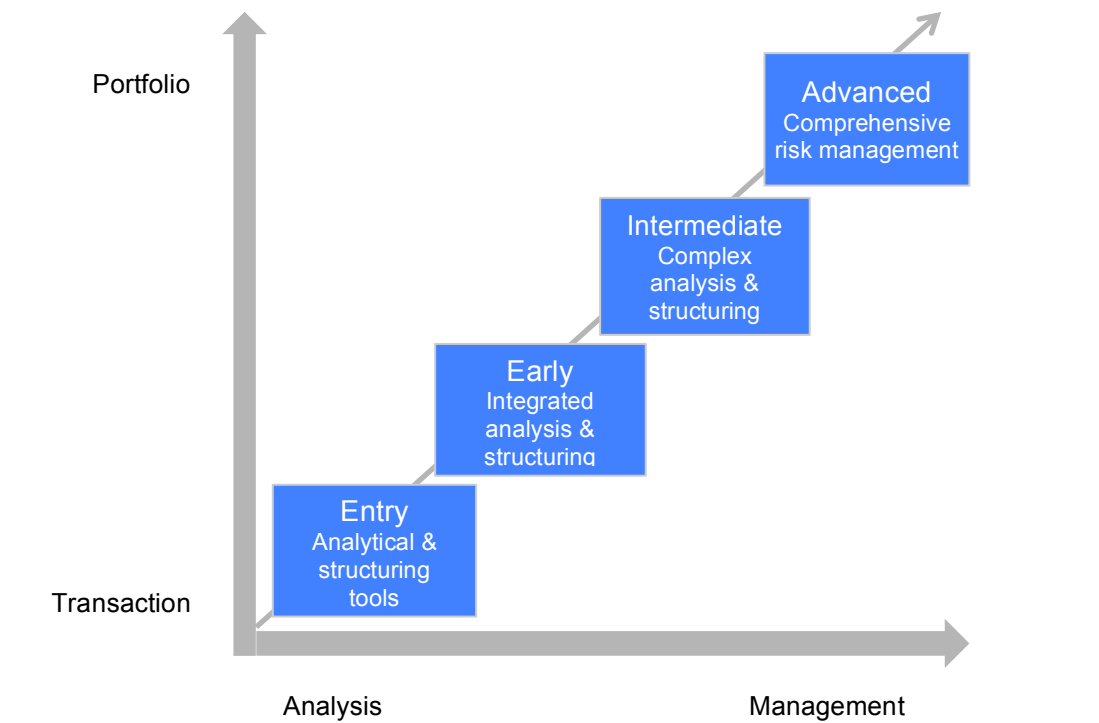 Portfolio
Advanced
Comprehensive
risk management
Intermediate
Complex
analysis &
structuring
Early
Integrated
analysis &
structuring
Entry
Analytical &
structuring
tools
Transaction
Analysis
Management